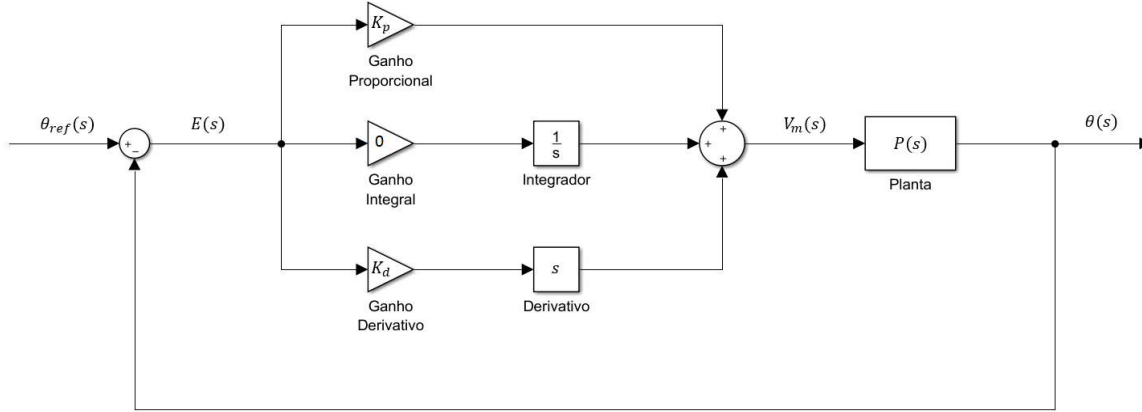 K_p
Ganho
Proporcional
θ_ref(s)
+
−
E(s)
0
Ganho
Integral
1
s
Integrador
+
+
+
V_m(s)
P(s)
Planta
θ(s)
K_d
Ganho
Derivativo
s
Derivativo